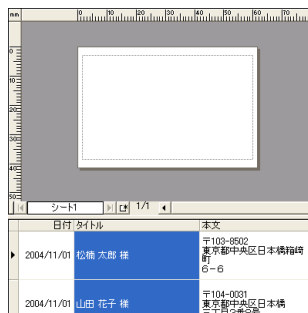 mm
0 10 20 30 40 50 60 70
0
10
20
30
40
50
シート1
1/1
日付 タイトル 本文
2004/11/01 松楠 太郎 様
〒103-8502
東京都中央区日本橋箱崎
町
6-6
2004/11/01 山田 花子 様
〒104-0031
東京都中央区日本橋